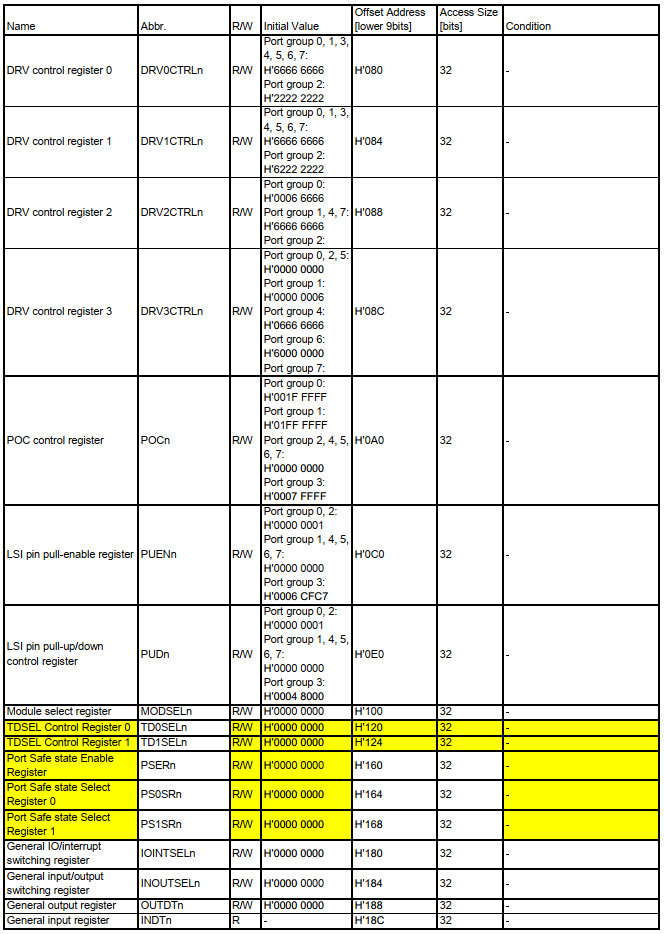 Name Abbr. R/W Initial Value Offset Address [lower 9bits] Access Size [bits] Condition
DRV control register 0 DRV0CTRLn R/W Port group 0, 1, 3,
4, 5, 6, 7:
H'6666 6666
Port group 2:
H'2222 2222 H'080 32 -
DRV control register 1 DRV1CTRLn R/W Port group 0, 1, 3,
4, 5, 6, 7:
H'6666 6666
Port group 2:
H'6222 2222 H'084 32 -
DRV control register 2 DRV2CTRLn R/W Port group 0:
H'0006 6666
Port group 1, 4, 7:
H'6666 6666
Port group 2: H'088 32 -
DRV control register 3 DRV3CTRLn R/W Port group 0, 2, 5:
H'0000 0000
Port group 1:
H'0000 0006
Port group 4:
H'0666 6666
Port group 6:
H'6000 0000
Port group 7: H'08C 32 -
POC control register POCn R/W Port group 0:
H'001F FFFF
Port group 1:
H'01FF FFFF
Port group 2, 4, 5,
6, 7:
H'0000 0000
Port group 3:
H'0007 FFFF H'0A0 32 -
LSI pin pull-enable register PUENn R/W Port group 0, 2:
H'0000 0001
Port group 1, 4, 5,
6, 7:
H'0000 0000
Port group 3:
H'0006 CFC7 H'0C0 32 -
LSI pin pull-up/down
control register PUDn R/W Port group 0, 2:
H'0000 0001
Port group 1, 4, 5,
6, 7:
H'0000 0000
Port group 3:
H'0004 8000 H'0E0 32 -
Module select register MODSELn R/W H'0000 0000 H'100 32 -
TDSEL Control Register 0 TD0SELn R/W H'0000 0000 H'120 32 -
TDSEL Control Register 1 TD1SELn R/W H'0000 0000 H'124 32 -
Port Safe state Enable
Register PSERn R/W H'0000 0000 H'160 32 -
Port Safe state Select
Register 0 PS0SRn R/W H'0000 0000 H'164 32 -
Port Safe state Select
Register 1 PS1SRn R/W H'0000 0000 H'168 32 -
General IO/interrupt
switching register IOINTSELn R/W H'0000 0000 H'180 32 -
General input/output
switching register INOUTSELn R/W H'0000 0000 H'184 32 -
General output register OUTDTn R/W H'0000 0000 H'188 32 -
General input register INDTn R - H'18C 32 -